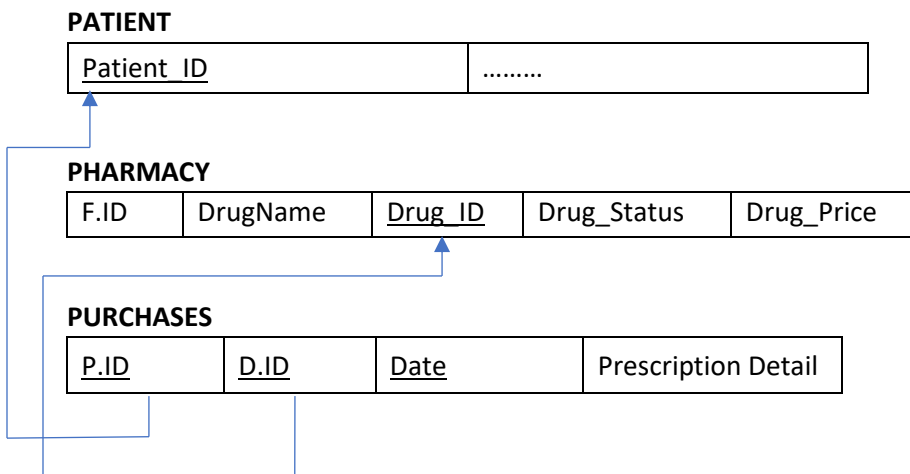 PATIENT
Patient_ID ………
PHARMACY
F.ID DrugName Drug_ID Drug_Status Drug_Price
PURCHASES
P.ID D.ID Date Prescription Detail